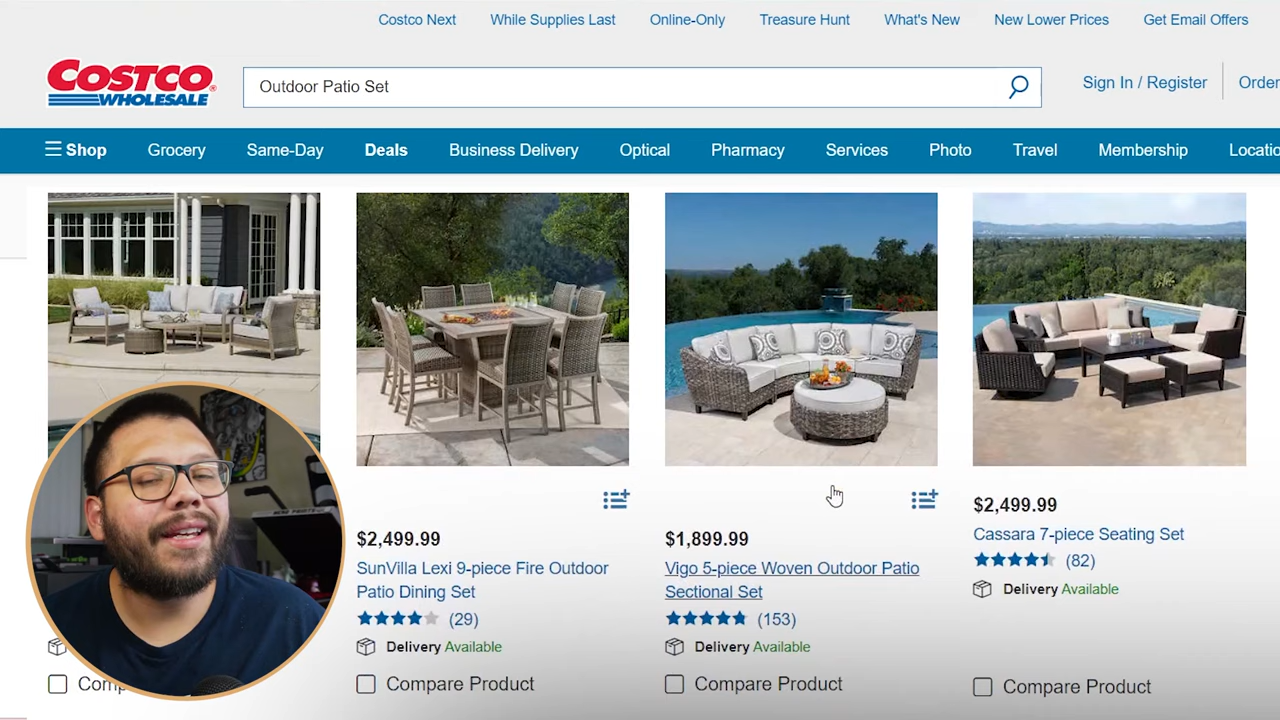 Costco Next While Supplies Last Online-Only Treasure Hunt What's New New Lower Prices Get Email Offers
COSTCO
WHOLESALE
Outdoor Patio Set
Sign In / Register
Shop Grocery Same-Day Deals Business Delivery Optical Pharmacy Services Photo Travel Membership
$2,499.99
SunVilla Lexi 9-piece Fire Outdoor
Patio Dining Set
(29)
Delivery Available
Compare Product
$1,899.99
Vigo 5-piece Woven Outdoor Patio
Sectional Set
(153)
Delivery Available
Compare Product
$2,499.99
Cassara 7-piece Seating Set
(82)
Delivery Available
Compare Product